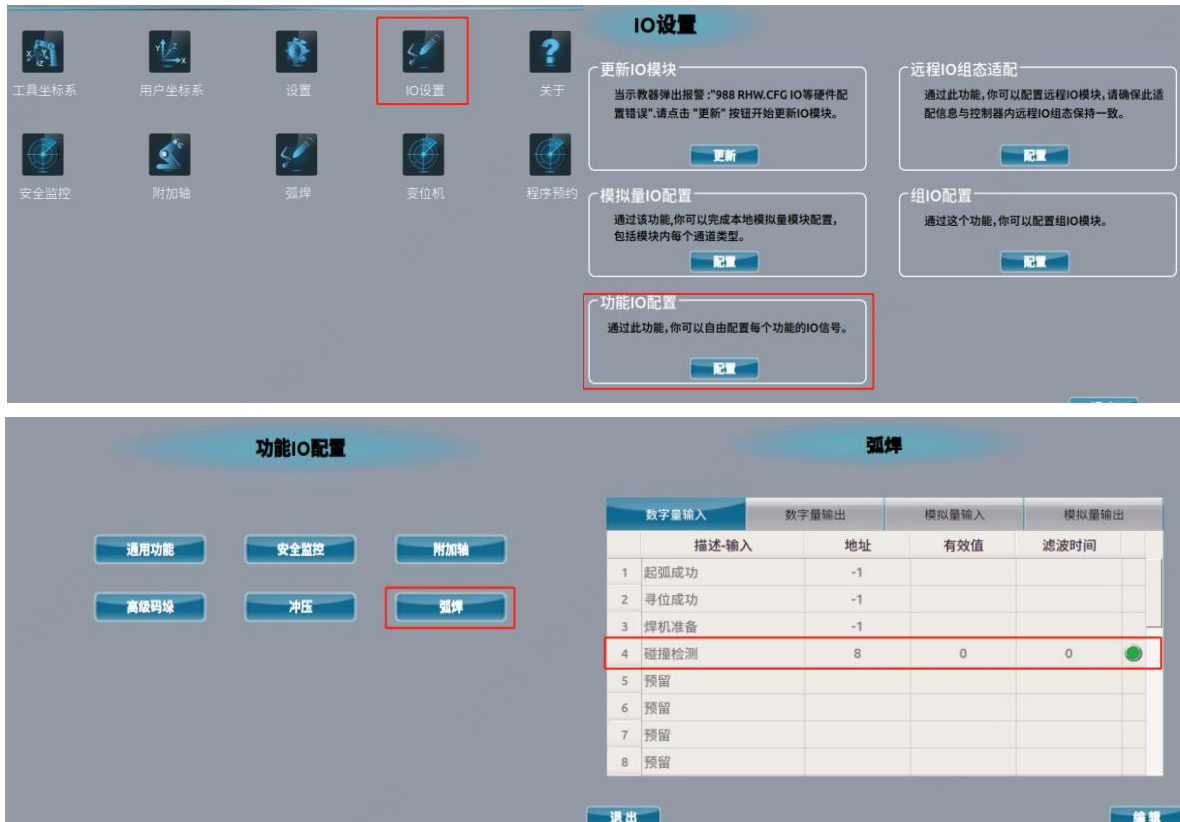 工具坐标系 用户坐标系 设置 IO设置 关于
安全监控 附加轴 弧焊 变位机 程序预约
IO设置
更新IO模块
当示教器弹出报警:"988 RHW.CFG IO等硬件配
置错误".请点击 "更新" 按钮开始更新IO模块。
更新
远程IO组态适配
通过此功能,你可以配置远程IO模块,请确保此适
配信息与控制器内远程IO组态保持一致。
配置
模拟量IO配置
通过该功能,你可以完成本地模拟量模块配置,
包括模块内每个通道类型。
配置
组IO配置
通过这个功能,你可以配置组IO模块。
配置
功能IO配置
通过此功能,你可以自由配置每个功能的IO信号。
配置
功能IO配置
通用功能 安全监控 附加轴
高级码垛 冲压 弧焊
弧焊
数字量输入 数字量输出 模拟量输入 模拟量输出
描述-输入 地址 有效值 滤波时间
1 起弧成功 -1
2 寻位成功 -1
3 焊机准备 -1
4 碰撞检测 8 0 0
5 预留
6 预留
7 预留
8 预留
退出 编辑